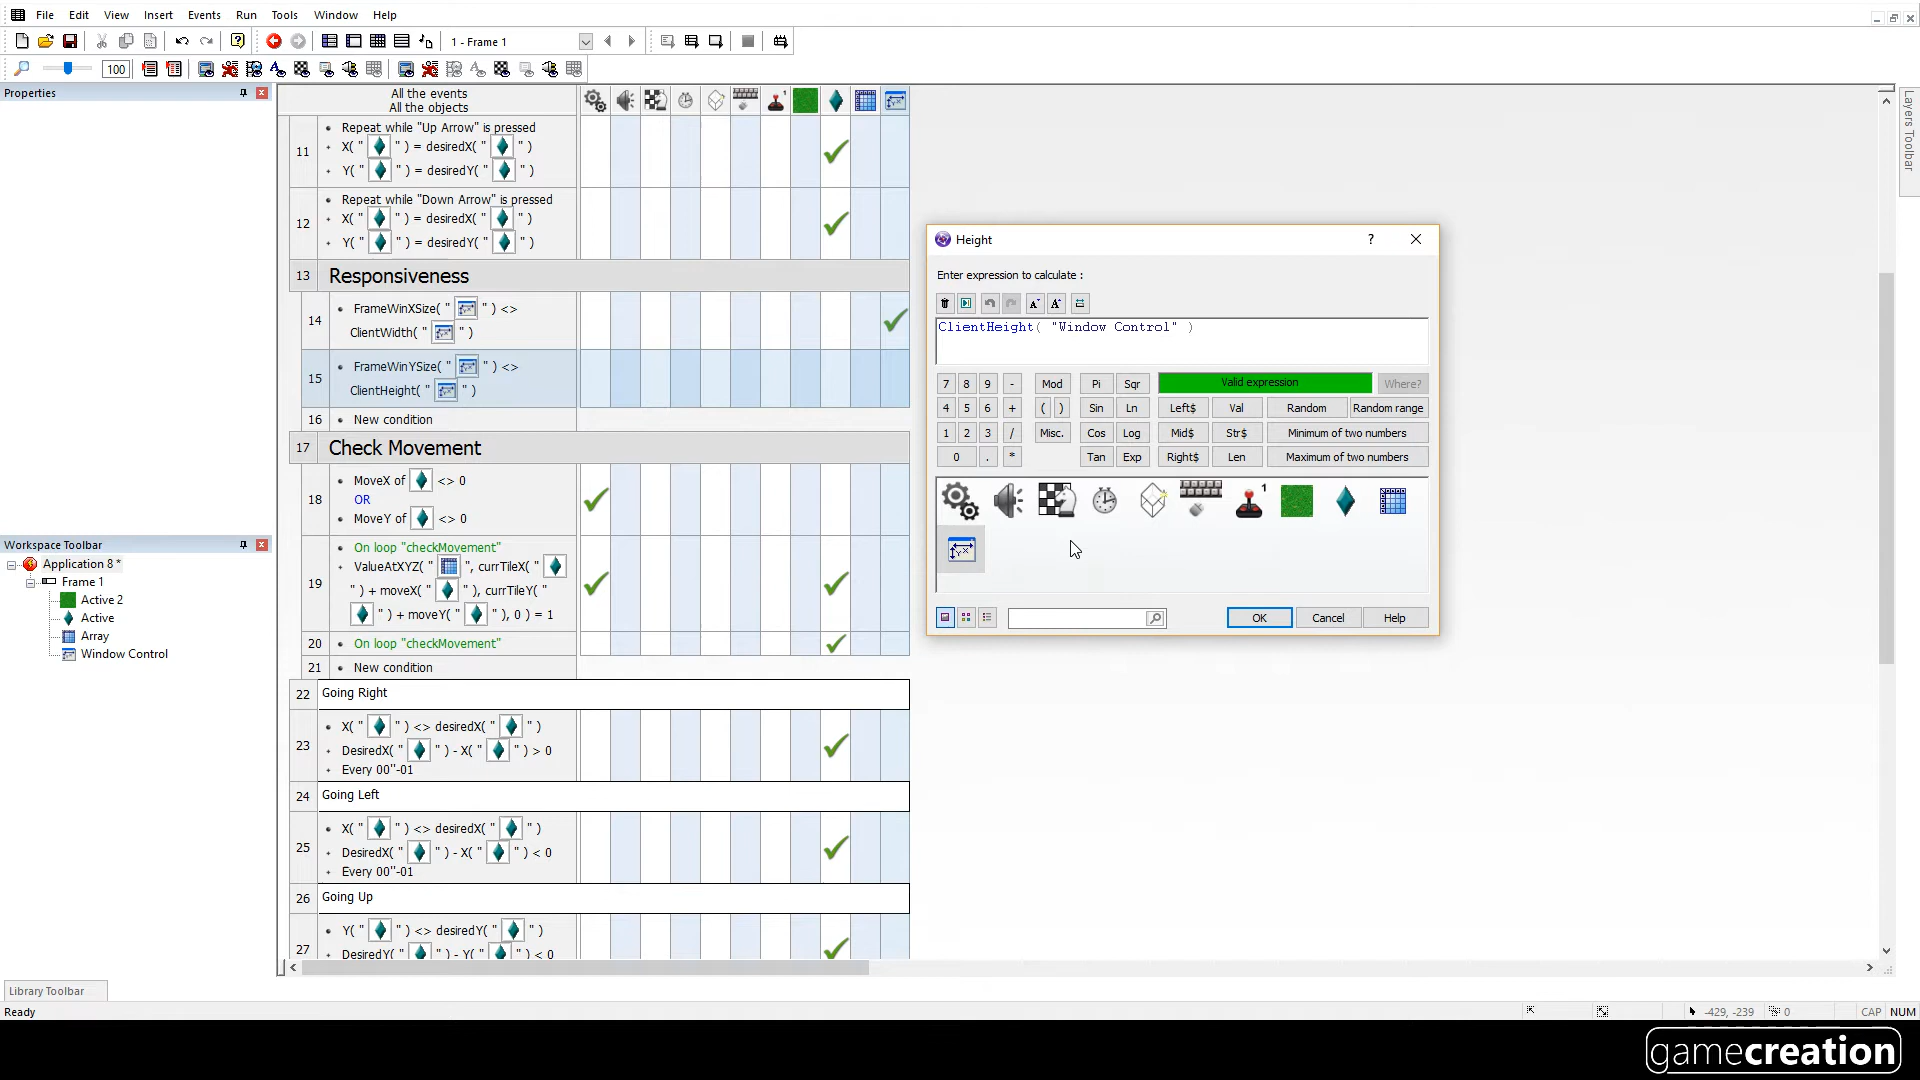 File Edit View Insert Events Run Tools Window Help
1 - Frame 1
100
Properties
All the events
All the objects
Layers Toolbar
11
Repeat while "Up Arrow" is pressed
X( " " ) = desiredX( " " )
Y( " " ) = desiredY( " " )
12
Repeat while "Down Arrow" is pressed
X( " " ) = desiredX( " " )
Y( " " ) = desiredY( " " )
13 Responsiveness
14
FrameWinXSize( " " ) <>
ClientWidth( " " )
15
FrameWinYSize( " " ) <>
ClientHeight( " " )
16 New condition
17 Check Movement
18
MoveX of <> 0
OR
MoveY of <> 0
19
On loop "checkMovement"
ValueAtXYZ( " ", currTileX( "
" ) + moveX( " " ), currTileY( "
" ) + moveY( " " ), 0 ) = 1
20 On loop "checkMovement"
21 New condition
22 Going Right
23
X( " " ) <> desiredX( " " )
DesiredX( " " ) - X( " " ) > 0
Every 00"-01
24 Going Left
25
X( " " ) <> desiredX( " " )
DesiredX( " " ) - X( " " ) < 0
Every 00"-01
26 Going Up
27
Y( " " ) <> desiredY( " " )
DesiredY( " " ) - Y( " " ) < 0
Height
?
Enter expression to calculate :
ClientHeight( "Window Control" )
7 8 9 - Mod Pi Sqr Valid expression Where?
4 5 6 + ( ) Sin Ln Left$ Val Random Random range
1 2 3 / Misc. Cos Log Mid$ Str$ Minimum of two numbers
0 . * Tan Exp Right$ Len Maximum of two numbers
1
OK Cancel Help
Workspace Toolbar
Application 8 *
Frame 1
Active 2
Active
Array
Window Control
Library Toolbar
Ready
-429, -239 0 CAP NUM
gamecreation